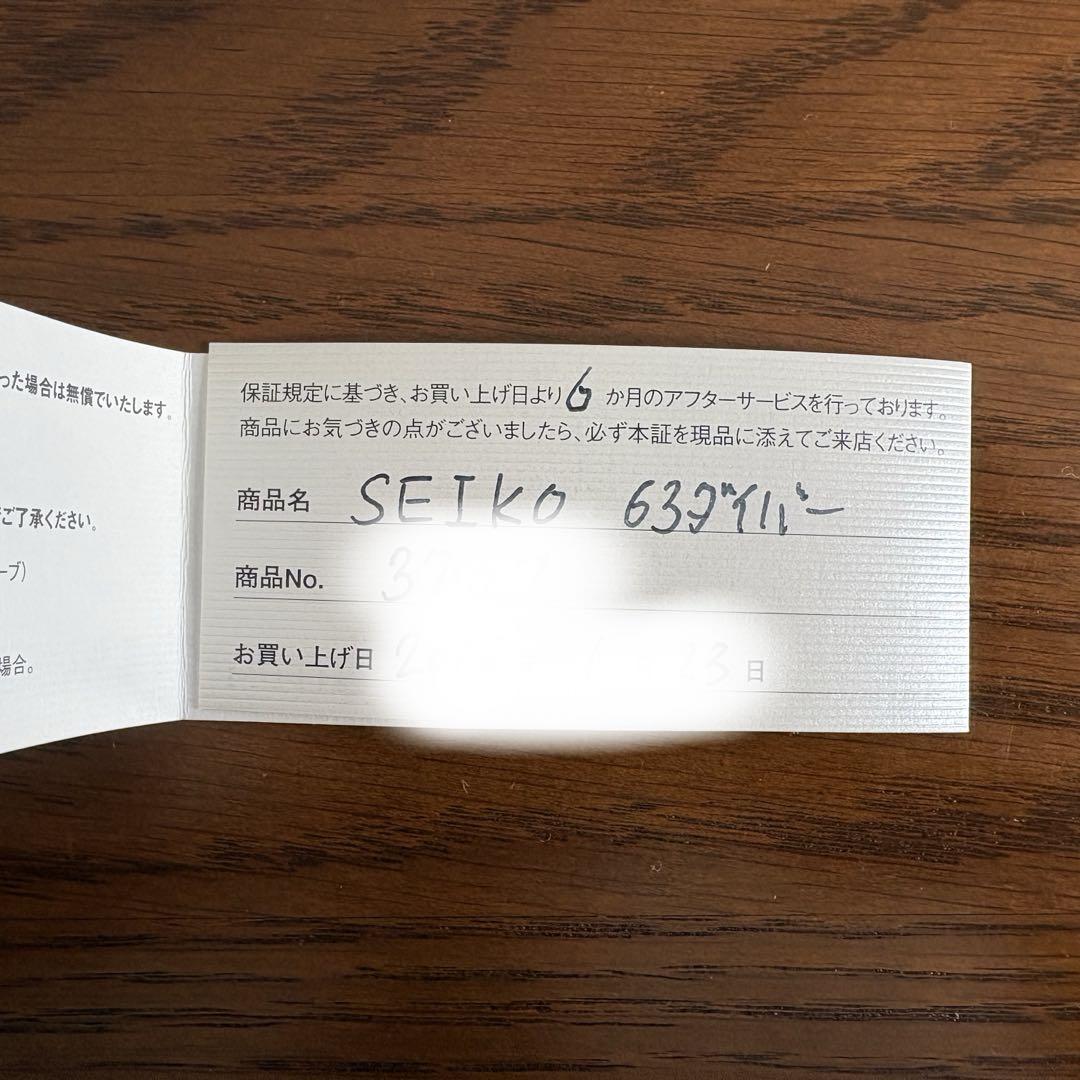 った場合は無償でいたします。
ご了承ください。
ーブ)
場合。
保証規定に基づき、お買い上げ日より6か月のアフターサービスを行っております。
商品にお気づきの点がございましたら、必ず本証を現品に添えてご来店ください。
商品名 SEIKO 63ダイバー
商品No.
お買い上げ日 23日